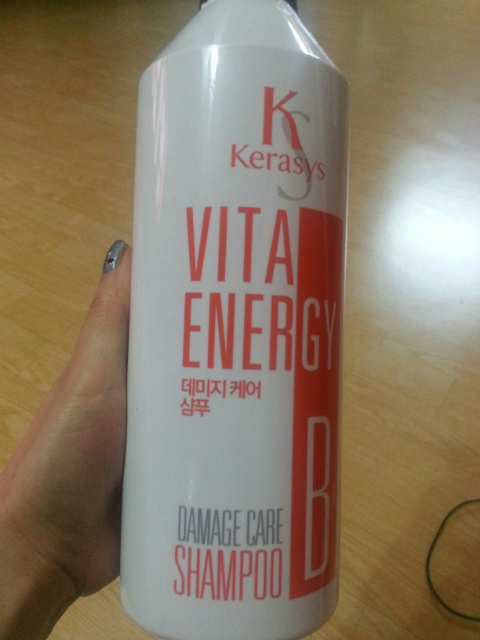 KS
Kerasys
VITA
ENERGY
데미지 케어
샴푸
B
DAMAGE CARE
SHAMPOO